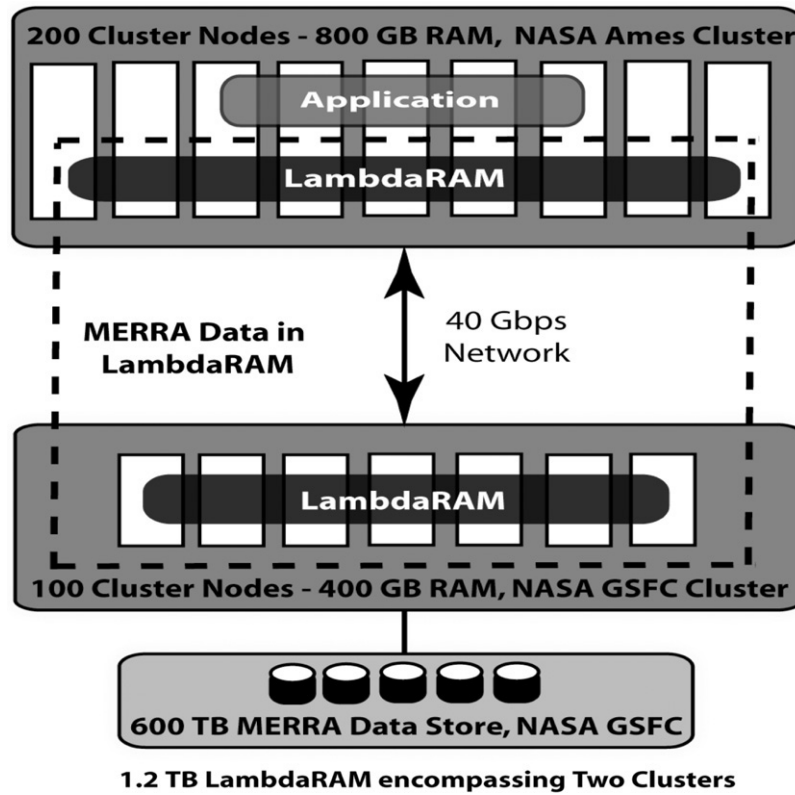 200 Cluster Nodes - 800 GB RAM, NASA Ames Cluster
Application
LambdaRAM
MERRA Data in
LambdaRAM
40 Gbps
Network
LambdaRAM
100 Cluster Nodes - 400 GB RAM, NASA GSFC Cluster
600 TB MERRA Data Store, NASA GSFC
1.2 TB LambdaRAM encompassing Two Clusters